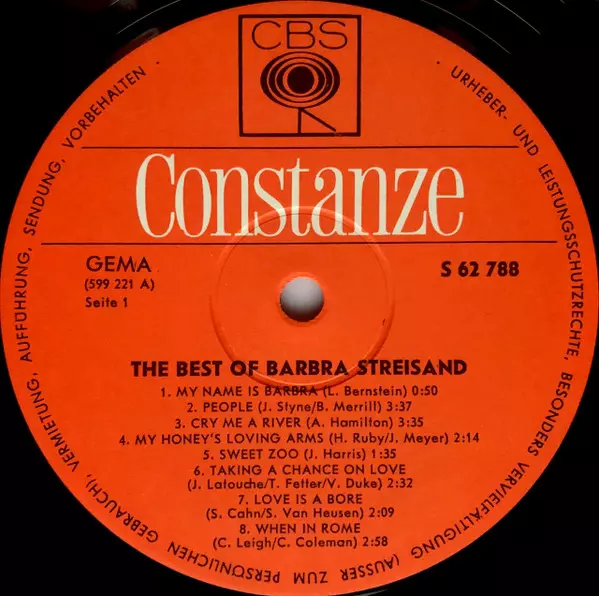 CBS
Constanze
GEMA
(599 221 A)
Seite 1
S 62 788
THE BEST OF BARBRA STREISAND
1. MY NAME IS BARBRA (L. Bernstein) 0:50
2. PEOPLE (J. Styne/B. Merrill) 3:37
3. CRY ME A RIVER (A. Hamilton) 3:35
4. MY HONEY'S LOVING ARMS (H. Ruby/J. Meyer) 2:14
5. SWEET ZOO (J. Harris) 1:35
6. TAKING A CHANCE ON LOVE
(J. Latouche/T. Fetter/V. Duke) 2:32
7. LOVE IS A BORE
(S. Cahn/S. Van Heusen) 2:09
8. WHEN IN ROME
(C. Leigh/C. Coleman) 2:58
URHEBER- UND LEISTUNGSSCHUTZRECHTE, BESONDERS VERVIELFÄLTIGUNG (AUSSER ZUM PERSÖNLICHEN GEBRAUCH), VERMIETUNG, AUFFÜHRUNG, SENDUNG, VORBEHALTEN